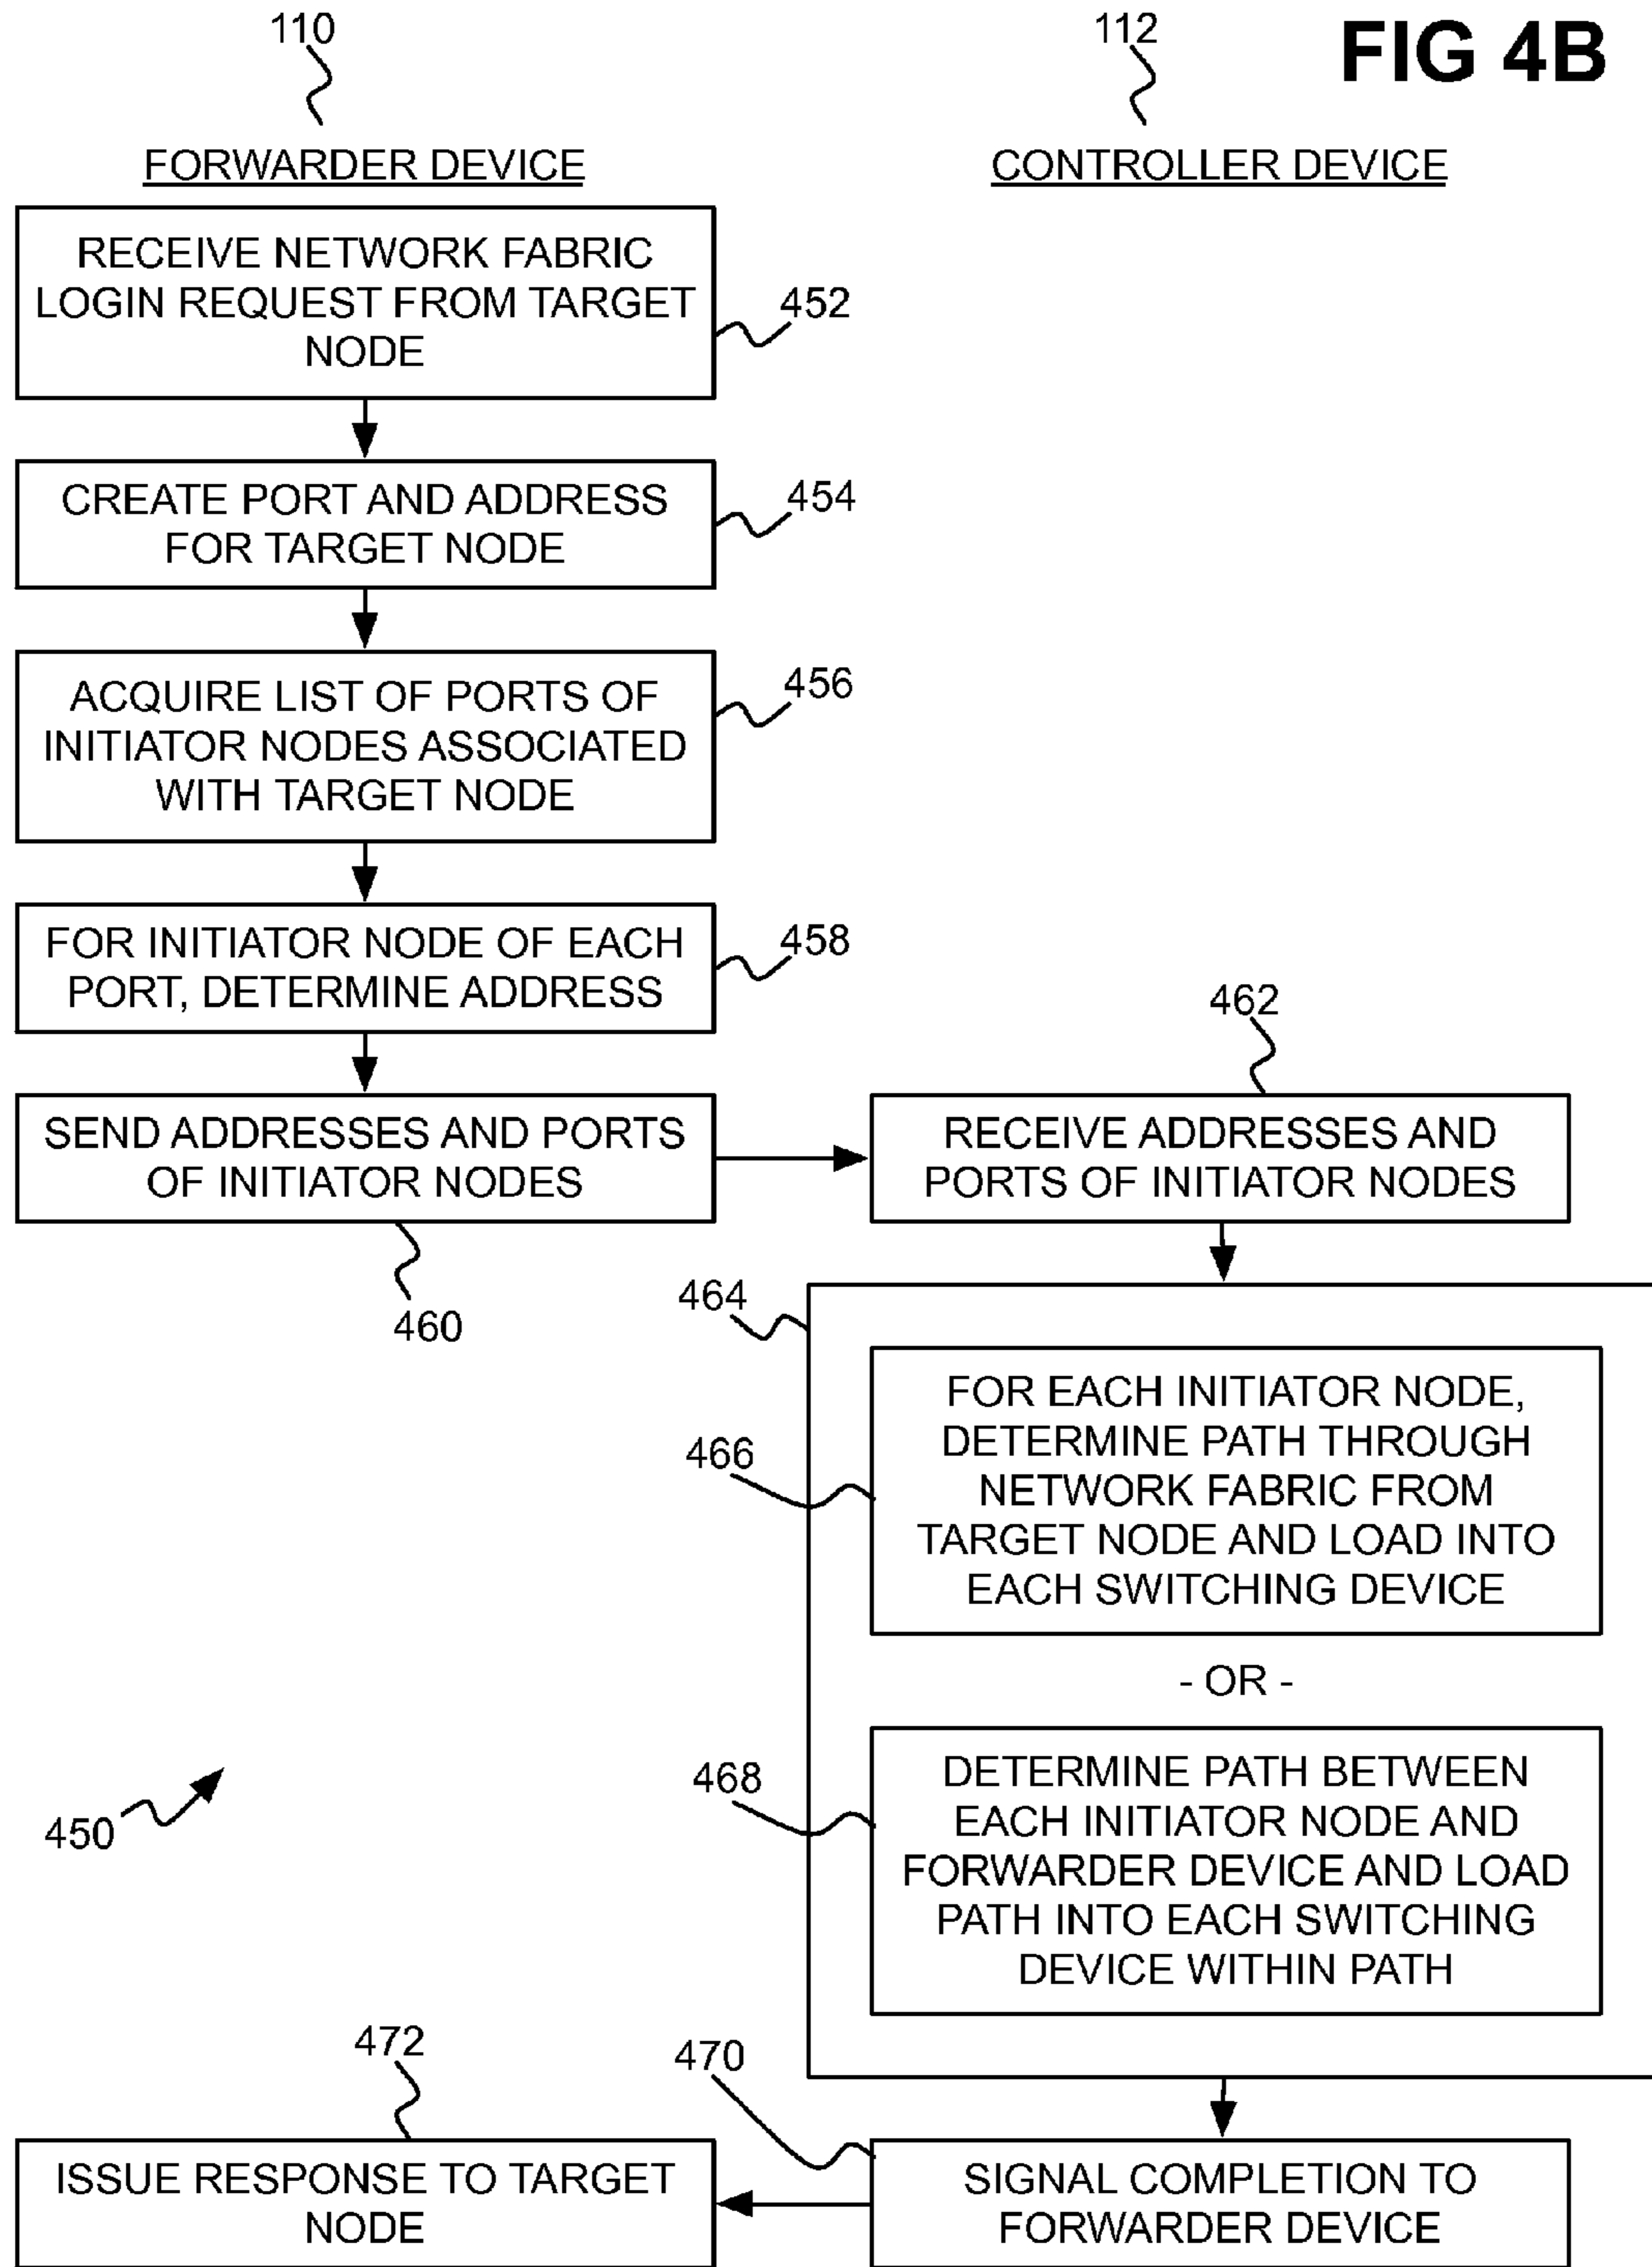 110
112
FIG 4B
FORWARDER DEVICE
CONTROLLER DEVICE
RECEIVE NETWORK FABRIC
LOGIN REQUEST FROM TARGET
NODE
452
CREATE PORT AND ADDRESS
FOR TARGET NODE
454
ACQUIRE LIST OF PORTS OF
INITIATOR NODES ASSOCIATED
WITH TARGET NODE
456
FOR INITIATOR NODE OF EACH
PORT, DETERMINE ADDRESS
458
SEND ADDRESSES AND PORTS
OF INITIATOR NODES
460
462
RECEIVE ADDRESSES AND
PORTS OF INITIATOR NODES
464
466
FOR EACH INITIATOR NODE,
DETERMINE PATH THROUGH
NETWORK FABRIC FROM
TARGET NODE AND LOAD INTO
EACH SWITCHING DEVICE
- OR -
468
DETERMINE PATH BETWEEN
EACH INITIATOR NODE AND
FORWARDER DEVICE AND LOAD
PATH INTO EACH SWITCHING
DEVICE WITHIN PATH
450
470
SIGNAL COMPLETION TO
FORWARDER DEVICE
472
ISSUE RESPONSE TO TARGET
NODE